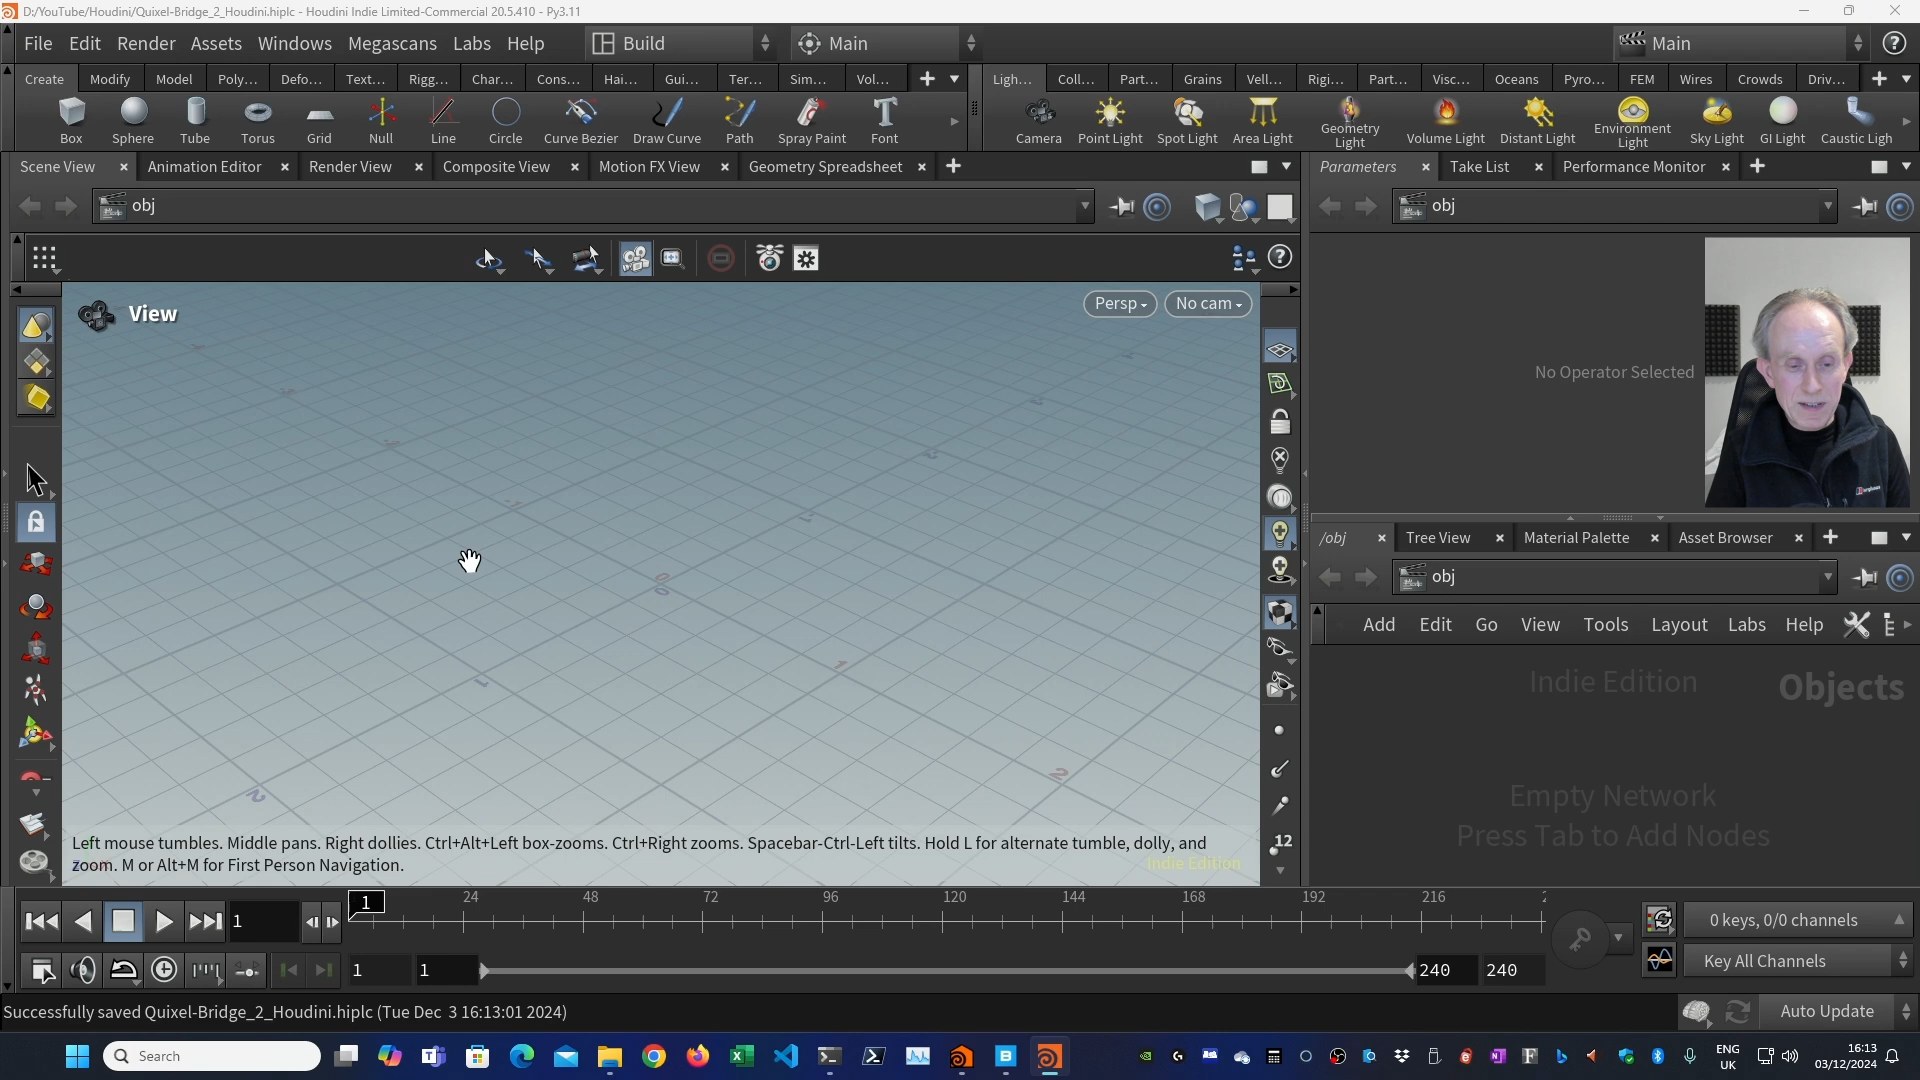 D:/YouTube/Houdini/Quixel-Bridge_2_Houdini.hiplc - Houdini Indie Limited-Commercial 20.5.410 - Py3.11
File Edit Render Assets Windows Megascans Labs Help Build Main Main
Create Modify Model Poly... Defo... Text... Rigg... Char... Cons... Hai... Gui... Ter... Sim... Vol... Ligh... Coll... Part... Grains Vell... Rigi... Part... Visc... Oceans Pyro... FEM Wires Crowds Driv...
Box Sphere Tube Torus Grid Null Line Circle Curve Bezier Draw Curve Path Spray Paint Font Camera Point Light Spot Light Area Light Geometry Light Volume Light Distant Light Environment Light Sky Light GI Light Caustic Ligh
Scene View Animation Editor Render View Composite View Motion FX View Geometry Spreadsheet Parameters Take List Performance Monitor
obj obj
View Persp No cam
No Operator Selected
/obj Tree View Material Palette Asset Browser
obj
Add Edit Go View Tools Layout Labs Help
Indie Edition Objects
Empty Network
Press Tab to Add Nodes
12
Left mouse tumbles. Middle pans. Right dollies. Ctrl+Alt+Left box-zooms. Ctrl+Right zooms. Spacebar-Ctrl-Left tilts. Hold L for alternate tumble, dolly, and
zoom. M or Alt+M for First Person Navigation.
Indie Edition
1 1 24 48 72 96 120 144 168 192 216
0 keys, 0/0 channels
1 1 240 240 Key All Channels
Successfully saved Quixel-Bridge_2_Houdini.hiplc (Tue Dec 3 16:13:01 2024) Auto Update
Search ENG UK 16:13 03/12/2024